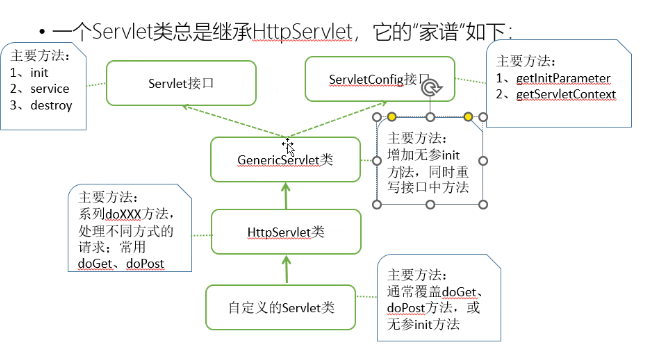 • 一个Servlet类总是继承HttpServlet，它的“家谱”如下：
主要方法：
1、init
2、service
3、destroy
Servlet接口
ServletConfig接口
主要方法：
1、getInitParameter
2、getServletContext
GenericServlet类
主要方法：
增加无参init
方法，同时重
写接口中方法
主要方法：
系列doXXX方法，
处理不同方式的
请求；常用
doGet、doPost
HttpServlet类
自定义的Servlet类
主要方法：
通常覆盖doGet、
doPost方法，或
无参init方法